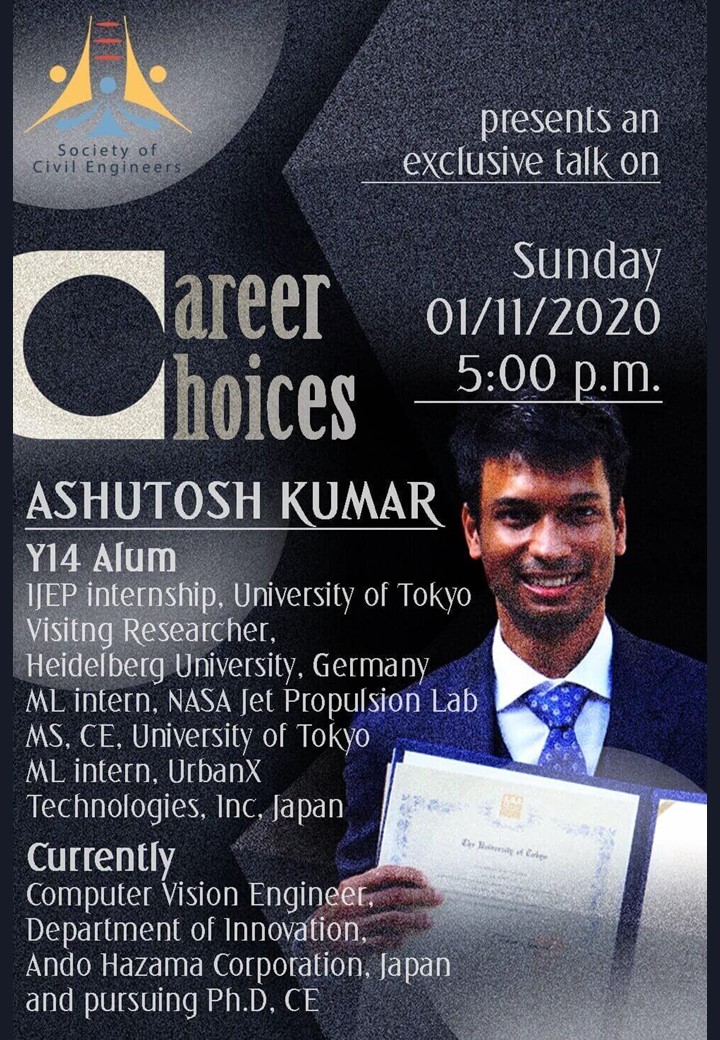 Society of
Civil Engineers
presents an
exclusive talk on
Career
Choices
Sunday
01/11/2020
5:00 p.m.
ASHUTOSH KUMAR
Y14 Alum
IJEP internship, University of Tokyo
Visitng Researcher,
Heidelberg University, Germany
ML intern, NASA Jet Propulsion Lab
MS, CE, University of Tokyo
ML intern, UrbanX
Technologies, Inc, Japan
Currently
Computer Vision Engineer,
Department of Innovation,
Ando Hazama Corporation, Japan
and pursuing Ph.D, CE
The University of Tokyo